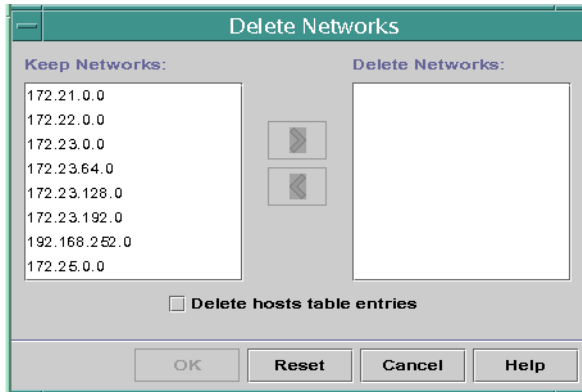 Delete Networks
Keep Networks:
Delete Networks:
172.21.0.0
172.22.0.0
172.23.0.0
172.23.64.0
172.23.128.0
172.23.192.0
192.168.252.0
172.25.0.0
Delete hosts table entries
OK
Reset
Cancel
Help